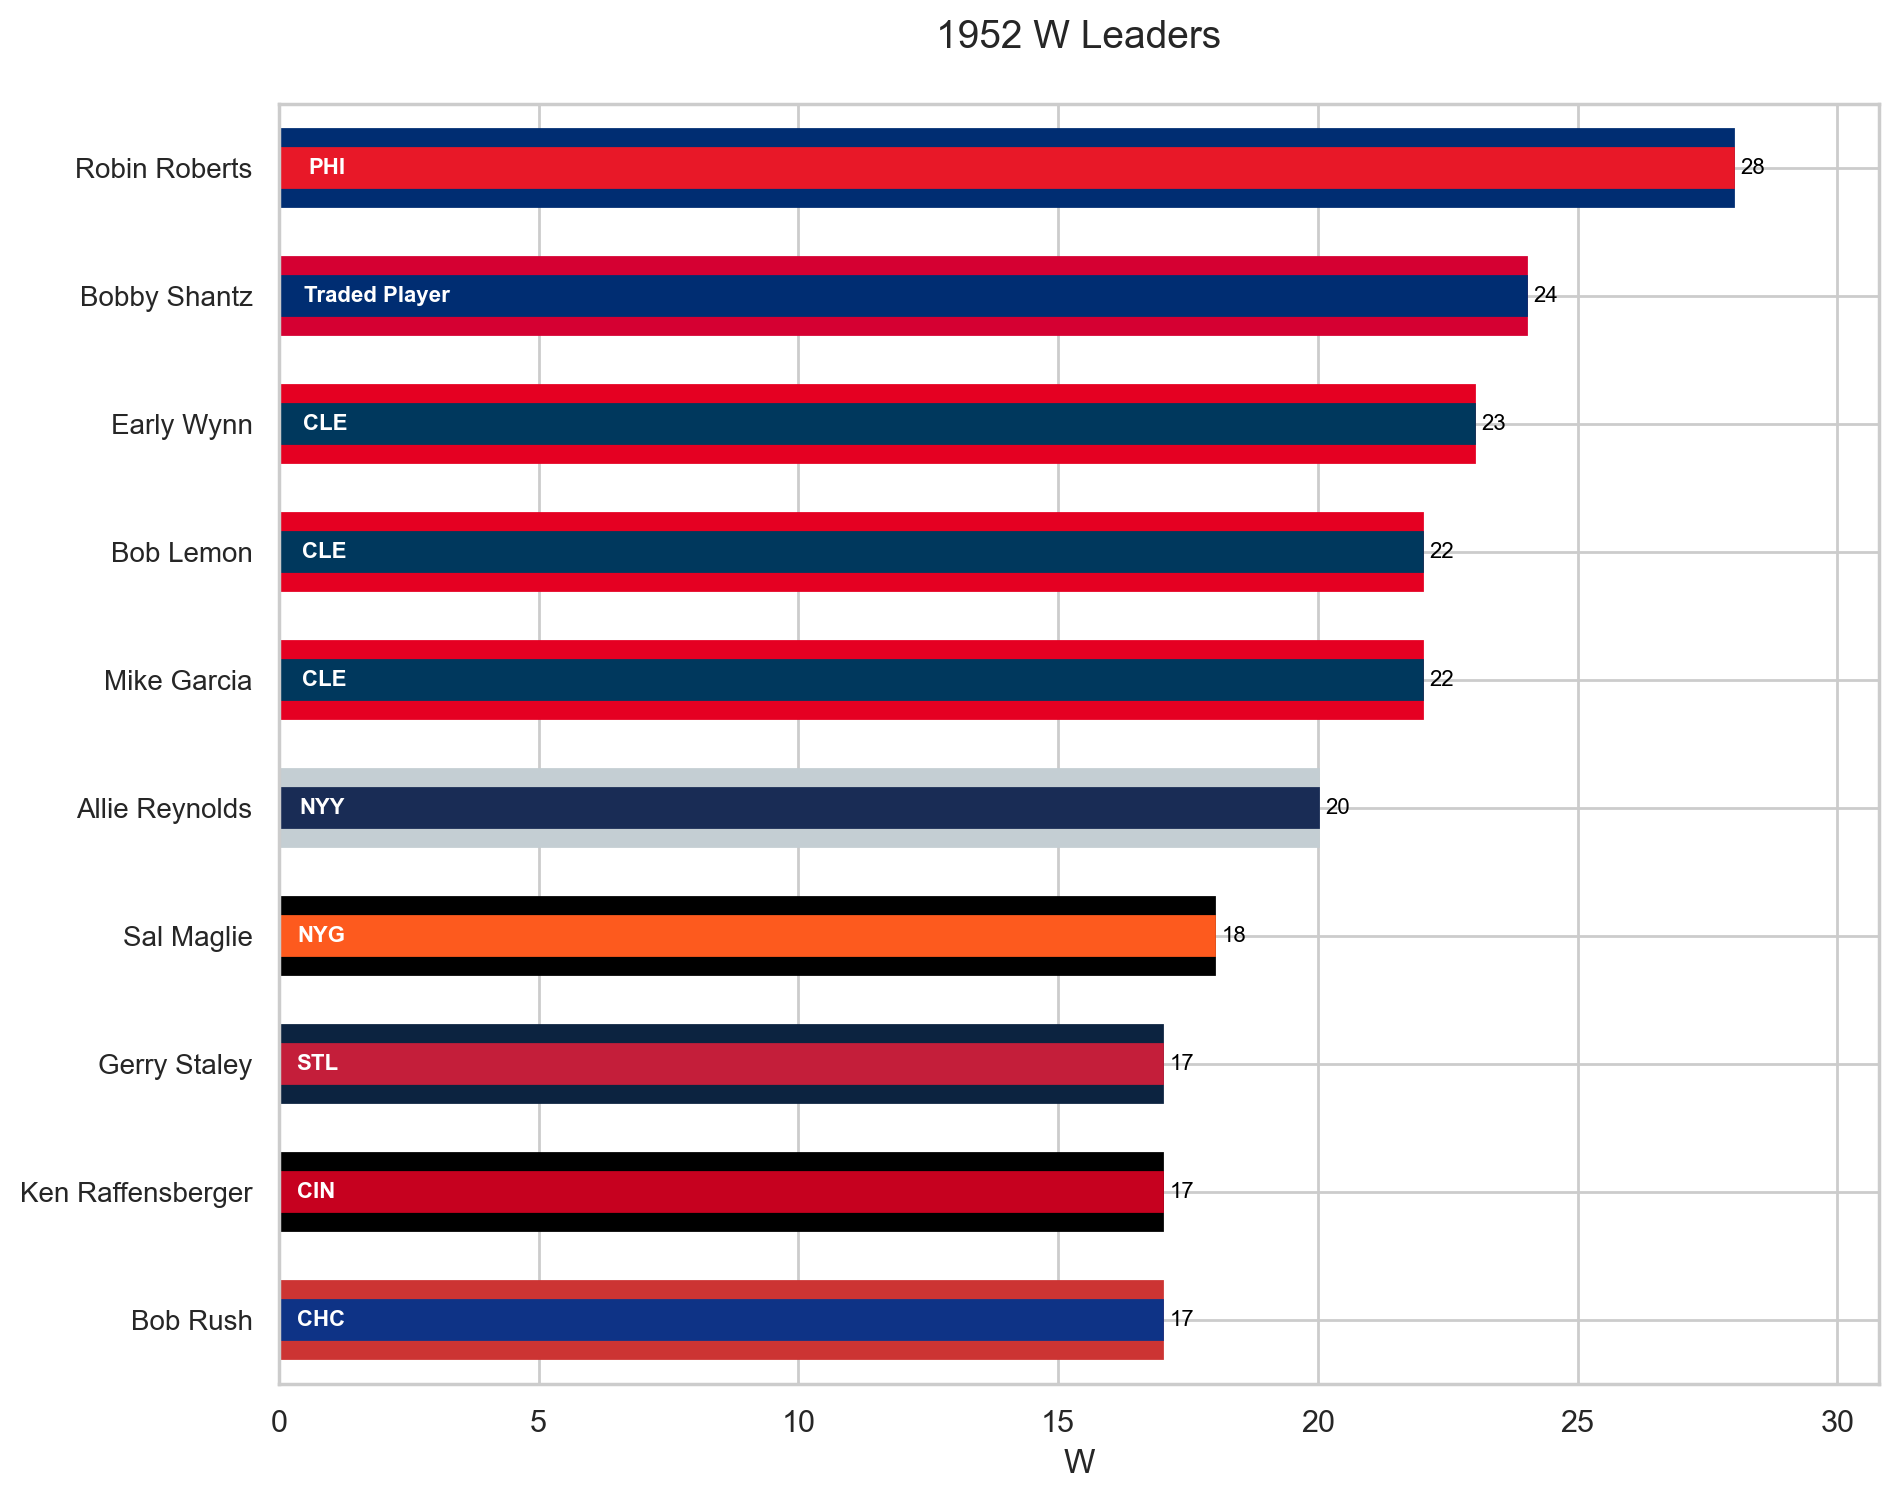 1952 W Leaders
Robin Roberts PHI 28
Bobby Shantz Traded Player 24
Early Wynn CLE 23
Bob Lemon CLE 22
Mike Garcia CLE 22
Allie Reynolds NYY 20
Sal Maglie NYG 18
Gerry Staley STL 17
Ken Raffensberger CIN 17
Bob Rush CHC 17
0 5 10 15 20 25 30
W